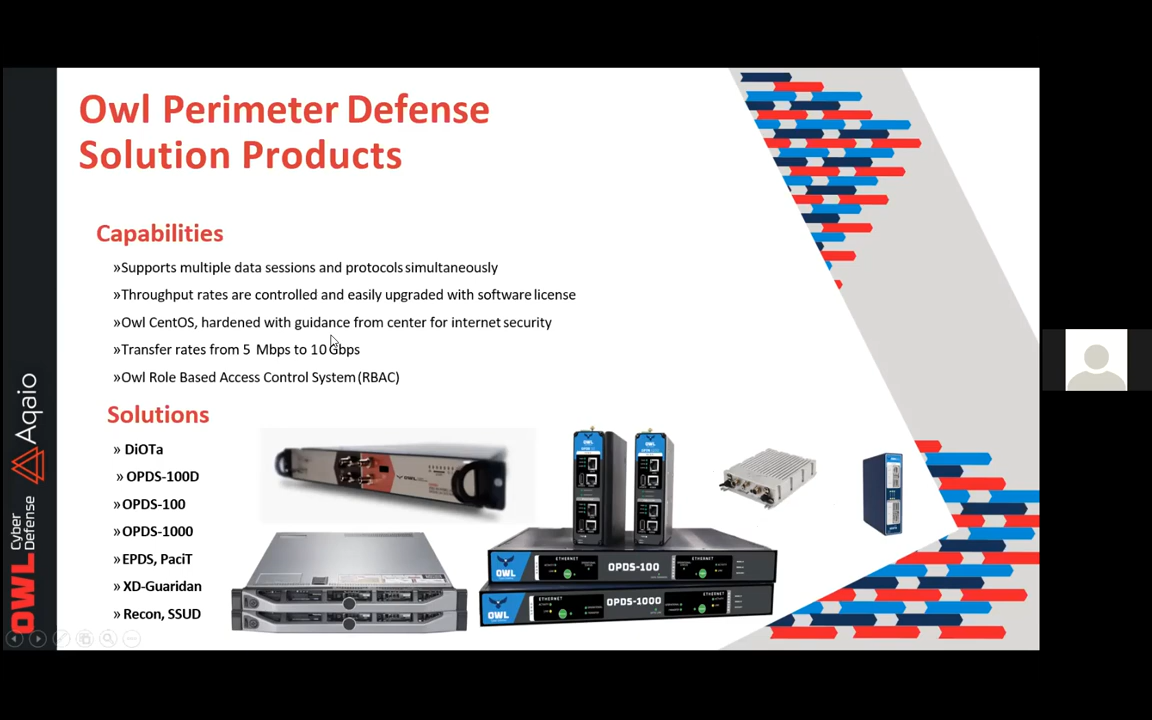 Owl Perimeter Defense
Solution Products
Capabilities
»Supports multiple data sessions and protocols simultaneously
»Throughput rates are controlled and easily upgraded with software license
»Owl CentOS, hardened with guidance from center for internet security
»Transfer rates from 5 Mbps to 10 Gbps
»Owl Role Based Access Control System (RBAC)
Solutions
» DiOTa
» OPDS-100D
»OPDS-100
»OPDS-1000
»EPDS, PaciT
»XD-Guaridan
» Recon, SSUD
OWL Cyber Defense
Aqaio
OWL
ETHERNET
OPDS-100
ETHERNET
OWL
ETHERNET
OPDS-1000
ETHERNET